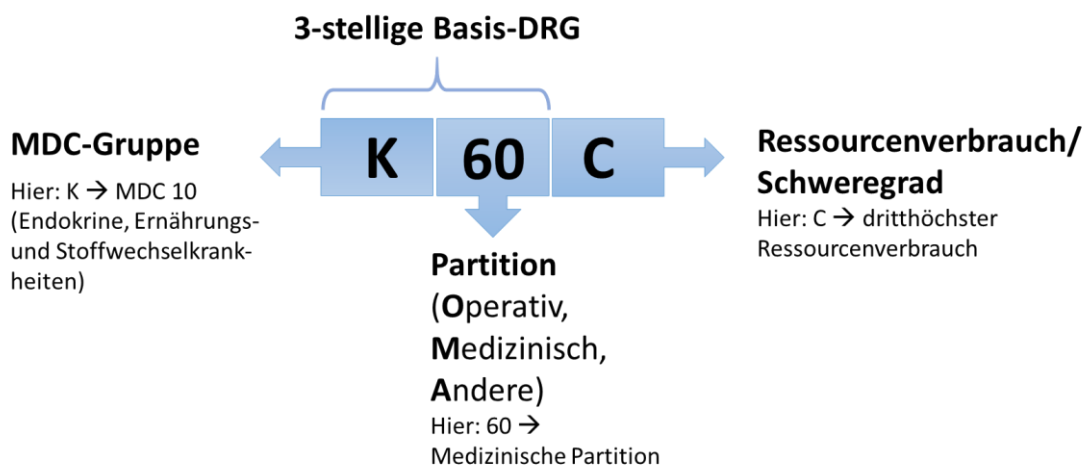 3-stellige Basis-DRG
MDC-Gruppe
Hier: K → MDC 10
(Endokrine, Ernährungs-
und Stoffwechselkrank-
heiten)
K 60 C
Partition
(Operativ,
Medizinisch,
Andere)
Hier: 60 →
Medizinische Partition
Ressourcenverbrauch/
Schweregrad
Hier: C → dritthöchster
Ressourcenverbrauch